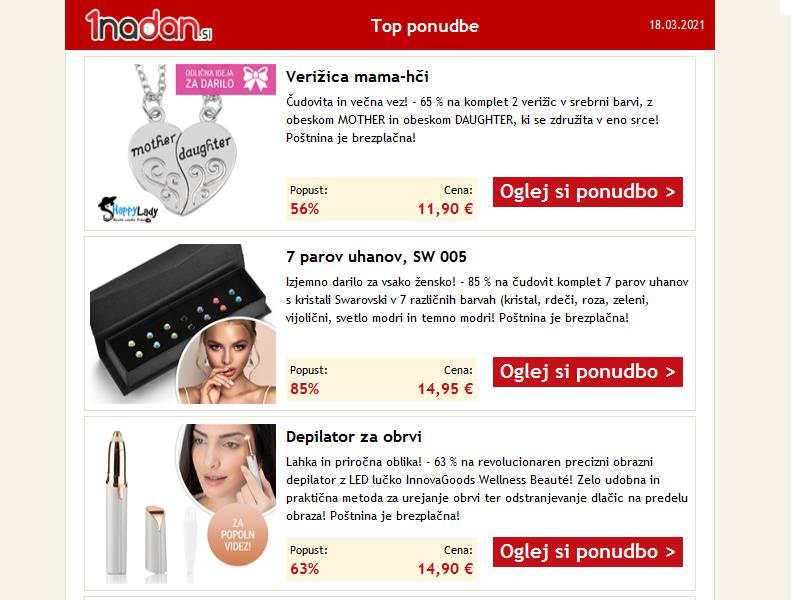 1nadan.si
Top ponudbe
18.03.2021
ODLIČNA IDEJA
ZA DARILO
mother
daughter
HappyLady
Verižica mama-hči
Čudovita in večna vez! - 65 % na komplet 2 verižic v srebrni barvi, z
obeskom MOTHER in obeskom DAUGHTER, ki se združita v eno srce!
Poštnina je brezplačna!
Popust:
Cena:
56%
11,90 €
Oglej si ponudbo >
7 parov uhanov, SW 005
Izjemno darilo za vsako žensko! - 85 % na čudovit komplet 7 parov uhanov
s kristali Swarovski v 7 različnih barvah (kristal, rdeči, roza, zeleni,
vijolični, svetlo modri in temno modri! Poštnina je brezplačna!
Popust:
Cena:
85%
14,95 €
Oglej si ponudbo >
ZA
POPOLN
VIDEZ!
Depilator za obrvi
Lahka in priročna oblika! - 63 % na revolucionaren precizni obrazni
depilator z LED lučko InnovaGoods Wellness Beauté! Zelo udobna in
praktična metoda za urejanje obrvi ter odstranjevanje dlačic na predelu
obraza! Poštnina je brezplačna!
Popust:
Cena:
63%
14,90 €
Oglej si ponudbo >